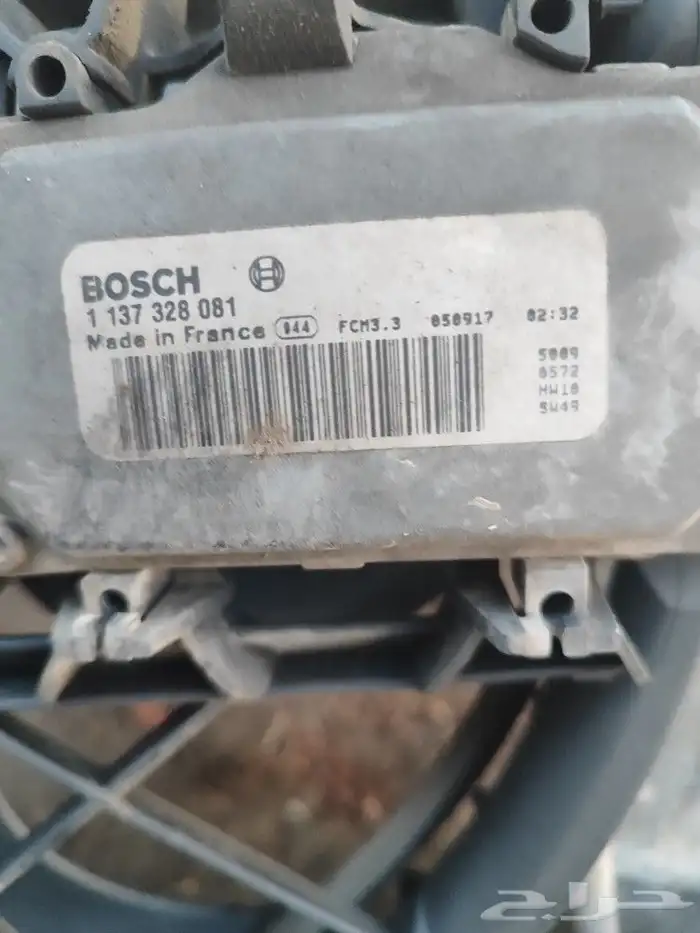 BOSCH
1 137 328 081
Made in France 044 FCM3.3 050917 02:32
5009
0572
HW10
SW49
حراج